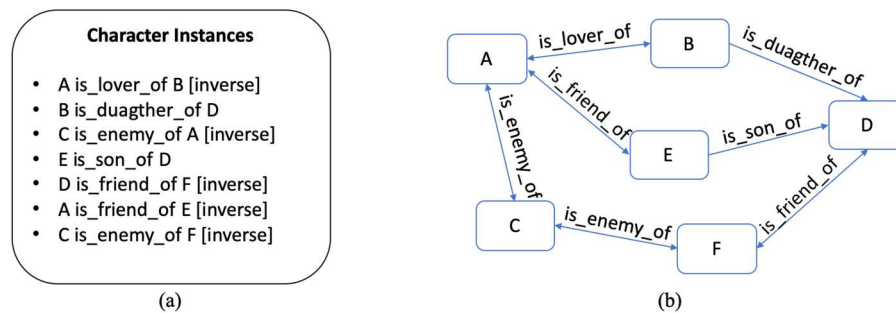 Character Instances
• A is_lover_of B [inverse]
• B is_duagther_of D
• C is_enemy_of A [inverse]
• E is_son_of D
• D is_friend_of F [inverse]
• A is_friend_of E [inverse]
• C is_enemy_of F [inverse]
(a)
A
is_lover_of
B
is_duagther_of
is_friend_of
is_enemy_of
E
is_son_of
D
C
is_enemy_of
F
is_friend_of
(b)